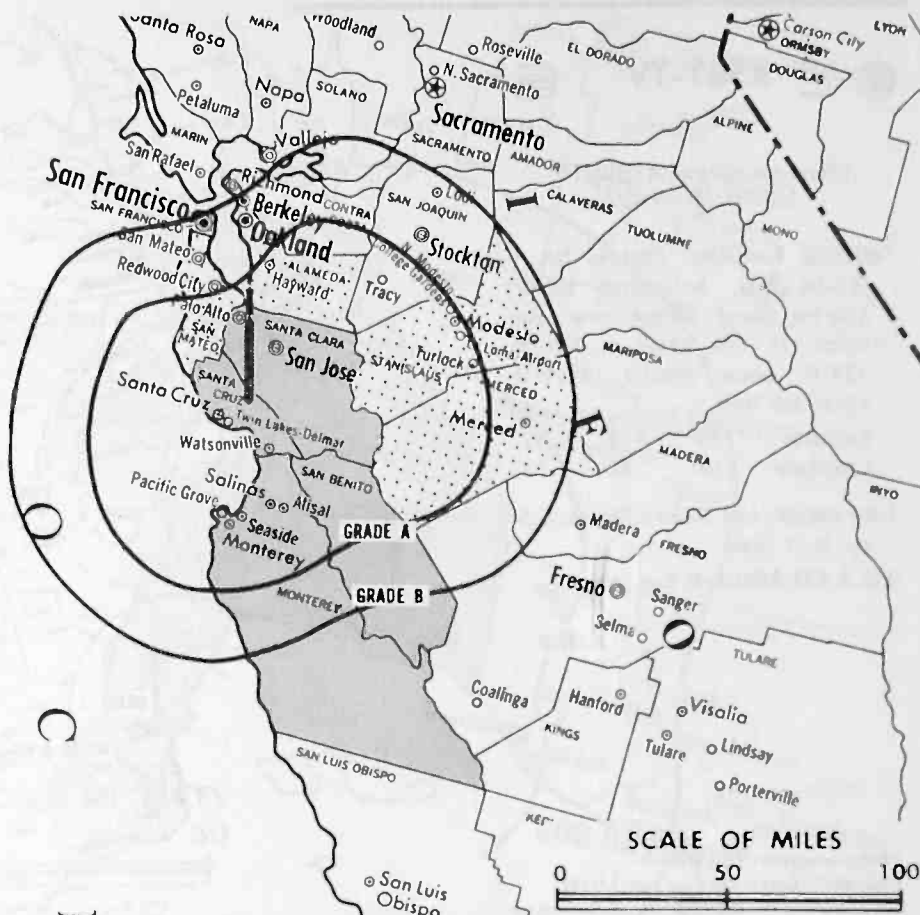 Santa Rosa
NAPA
Woodland
Roseville
EL DORADO
Carson City
ORMSBY
LYON
DOUGLAS
N. Sacramento
Petaluma
Napa
SOLANO
Sacramento
ALPINE
MARIN
Vallejo
SACRAMENTO
AMADOR
San Rafael
Richmond
CONTRA
Lodi
CALAVERAS
San Francisco
SAN FRANCISCO
Berkeley
SAN JOAQUIN
Oakland
Stockton
TUOLUMNE
MONO
San Mateo
ALAMEDA
Hayward
Tracy
N. Modesto
College Gardens
Redwood City
Palo Alto
Modesto
SAN MATEO
SANTA CLARA
San Jose
STANISLAUS
Turlock
Loma Airport
MARIPOSA
MERCED
SANTA CRUZ
Santa Cruz
Twin Lakes-Delmar
Merced
MADERA
Watsonville
SAN BENITO
INYO
Salinas
Pacific Grove
Alisal
Seaside
Monterey
GRADE A
Madera
FRESNO
MONTEREY
GRADE B
Fresno
Sanger
Selma
TULARE
Coalinga
Hanford
Visalia
KINGS
Tulare
Lindsay
SAN LUIS OBISPO
Porterville
SCALE OF MILES
0 50 100
San Luis
Obispo